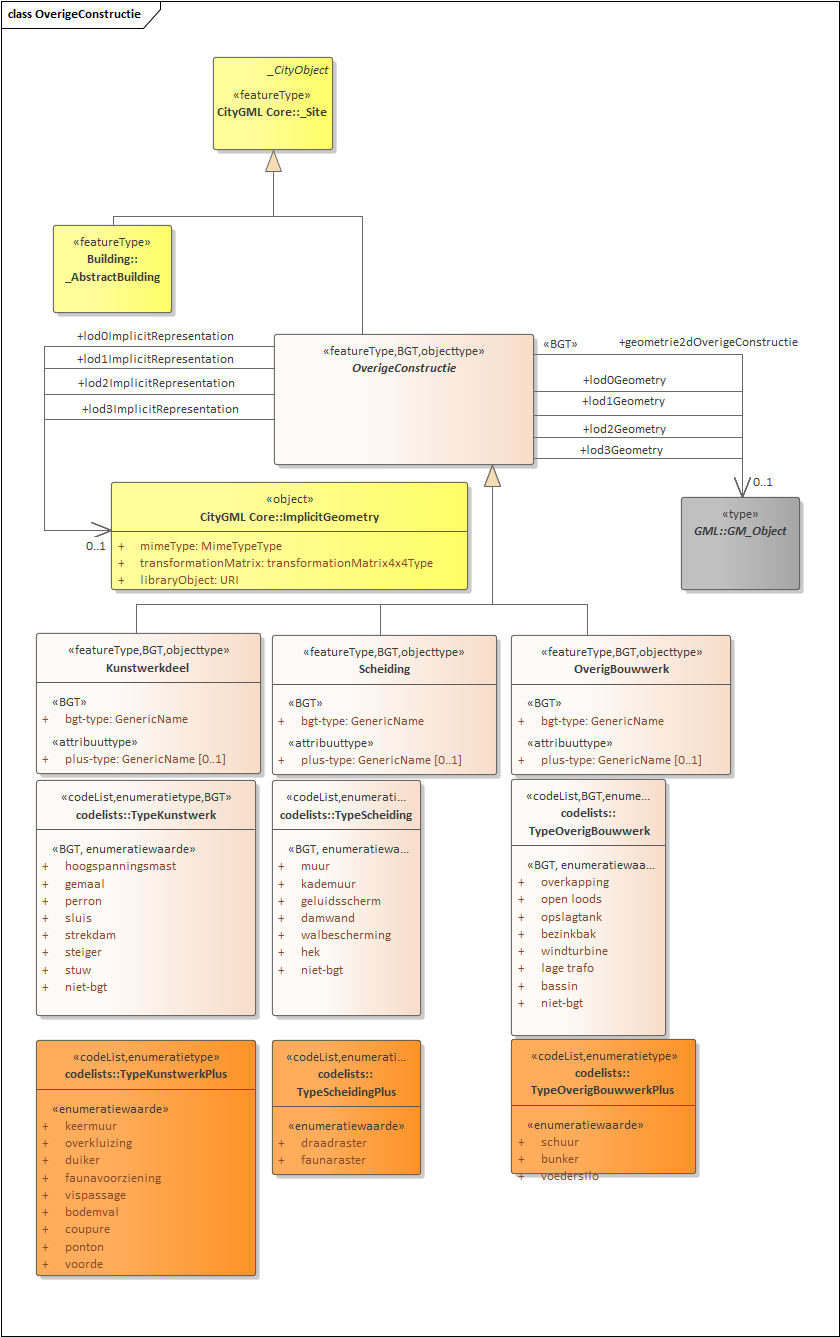 class OverigeConstructie
_CityObject
«featureType»
CityGML Core::_Site
«featureType»
Building::
_AbstractBuilding
+lod0ImplicitRepresentation
+lod1ImplicitRepresentation
+lod2ImplicitRepresentation
+lod3ImplicitRepresentation
0..1
«featureType,BGT,objecttype»
OverigeConstructie
«BGT»
+geometrie2dOverigeConstructie
+lod0Geometry
+lod1Geometry
+lod2Geometry
+lod3Geometry
0..1
«object»
CityGML Core::ImplicitGeometry
+ mimeType: MimeTypeType
+ transformationMatrix: transformationMatrix4x4Type
+ libraryObject: URI
«type»
GML::GM_Object
«featureType,BGT,objecttype»
Kunstwerkdeel
«BGT»
+ bgt-type: GenericName
«attribuuttype»
+ plus-type: GenericName [0..1]
«featureType,BGT,objecttype»
Scheiding
«BGT»
+ bgt-type: GenericName
«attribuuttype»
+ plus-type: GenericName [0..1]
«featureType,BGT,objecttype»
OverigBouwwerk
«BGT»
+ bgt-type: GenericName
«attribuuttype»
+ plus-type: GenericName [0..1]
«codeList,enumeratietype,BGT»
codelists::TypeKunstwerk
«BGT, enumeratiewaarde»
+ hoogspanningsmast
+ gemaal
+ perron
+ sluis
+ strekdam
+ steiger
+ stuw
+ niet-bgt
«codeList,enumerati...
codelists::TypeScheiding
«BGT, enumeratiewa...
+ muur
+ kademuur
+ geluidsscherm
+ damwand
+ walbescherming
+ hek
+ niet-bgt
«codeList,BGT,enume...
codelists::
TypeOverigBouwwerk
«BGT, enumeratiewaa...
+ overkapping
+ open loods
+ opslagtank
+ bezinkbak
+ windturbine
+ lage trafo
+ bassin
+ niet-bgt
«codeList,enumeratietype»
codelists::TypeKunstwerkPlus
«enumeratiewaarde»
+ keermuur
+ overkluizing
+ duiker
+ faunavoorziening
+ vispassage
+ bodemval
+ coupure
+ ponton
+ voorde
«codeList,enumerati...
codelists::
TypeScheidingPlus
«enumeratiewaarde»
+ draadraster
+ faunaraster
«codeList,enumeratietype»
codelists::
TypeOverigBouwwerkPlus
«enumeratiewaarde»
+ schuur
+ bunker
+ voedersilo